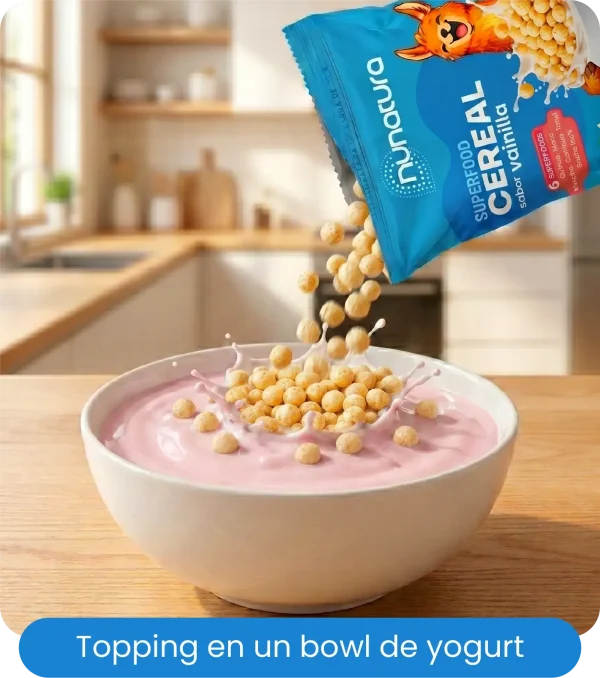 nunatura
SUPERFOOD
CEREAL
sabor vainilla
6 SUPERFOODS
Topping en un bowl de yogurt